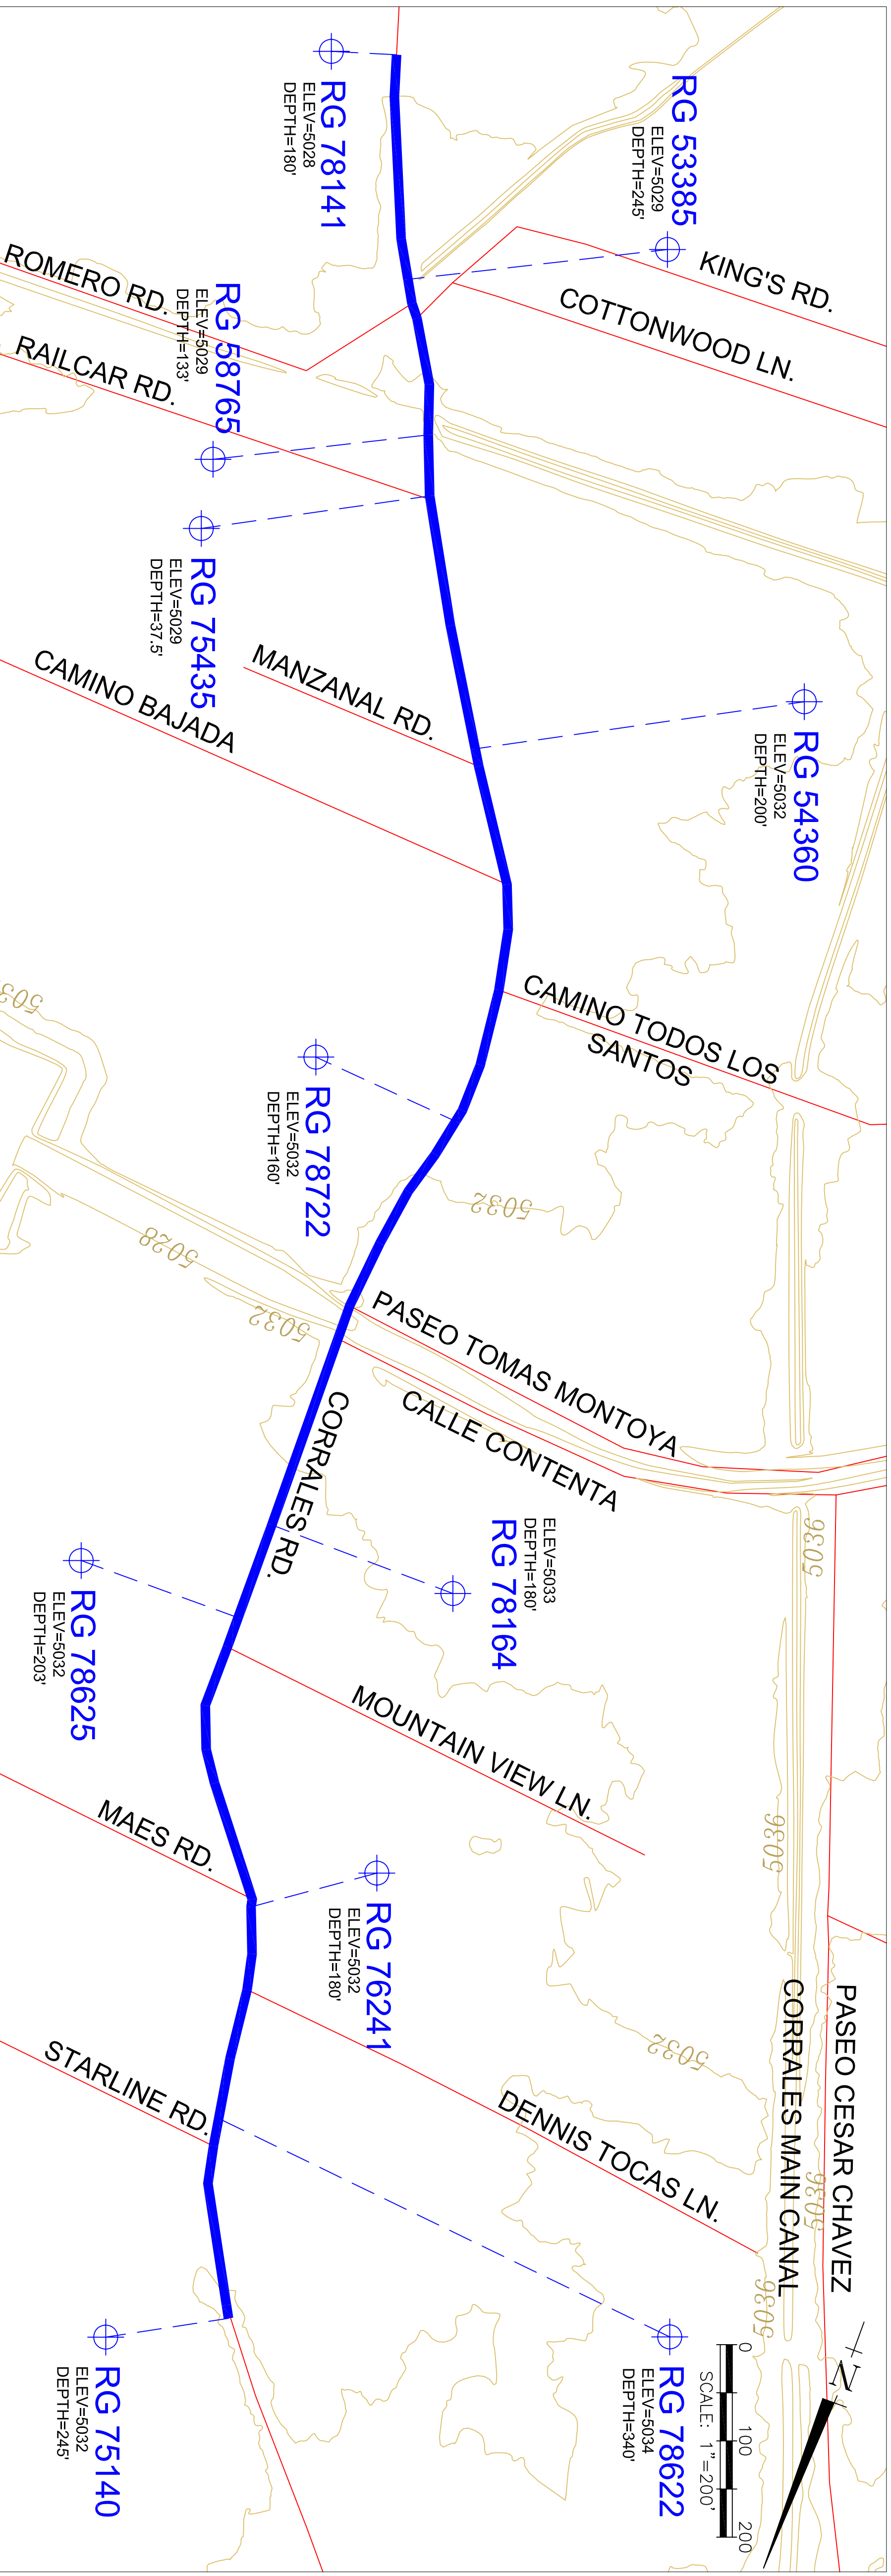 RG 78141
ELEV=5028
DEPTH=180'
RG 53385
ELEV=5029
DEPTH=245'
KING'S RD.
COTTONWOOD LN.
ROMERO RD.
RAILCAR RD.
RG 58765
ELEV=5029
DEPTH=133'
RG 75435
ELEV=5029
DEPTH=37.5'
MANZANAL RD.
CAMINO BAJADA
RG 54360
ELEV=5032
DEPTH=200'
CAMINO TODOS LOS
SANTOS
RG 78722
ELEV=5032
DEPTH=160'
5032
5028
5032
PASEO TOMAS MONTOYA
CALLE CONTENTA
CORRALES RD.
ELEV=5033
DEPTH=180'
RG 78164
5036
RG 78625
ELEV=5032
DEPTH=203'
MOUNTAIN VIEW LN.
5036
MAES RD.
RG 76241
ELEV=5032
DEPTH=180'
5032
PASEO CESAR CHAVEZ
CORRALES MAIN CANAL
5036
5036
STARLINE RD.
DENNIS TOCAS LN.
RG 78622
ELEV=5034
DEPTH=340'
RG 75140
ELEV=5032
DEPTH=245'
N
0 100 200
SCALE: 1"=200'